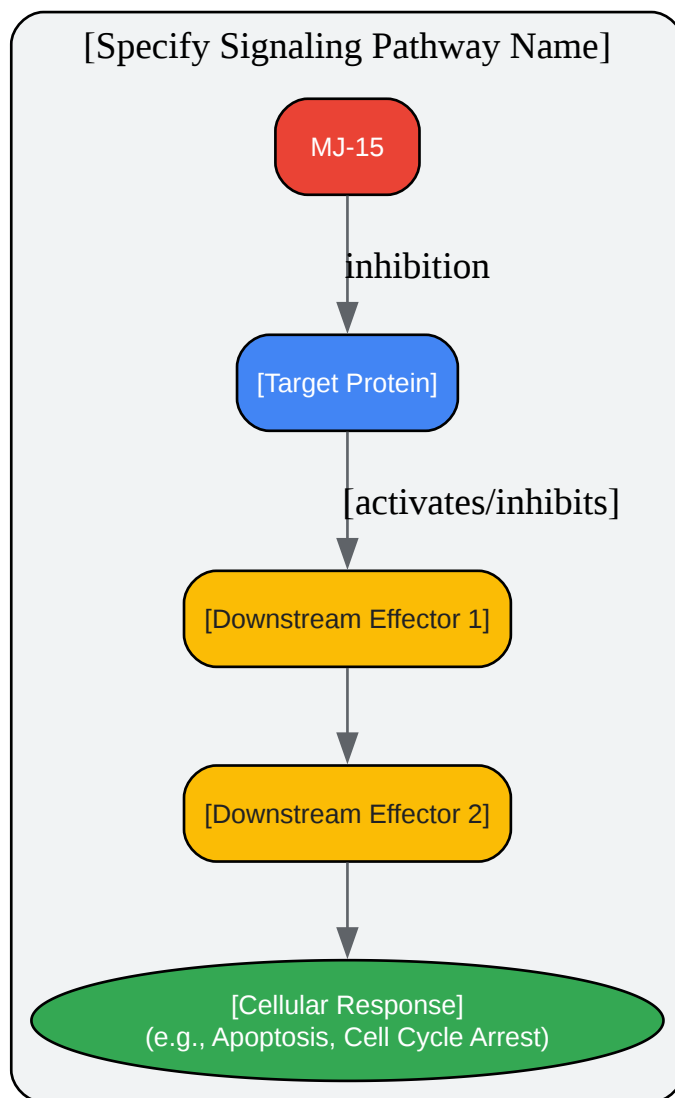 [Specify Signaling Pathway Name]
MJ-15
inhibition
[Target Protein]
[activates/inhibits]
[Downstream Effector 1]
[Downstream Effector 2]
[Cellular Response]
(e.g., Apoptosis, Cell Cycle Arrest)